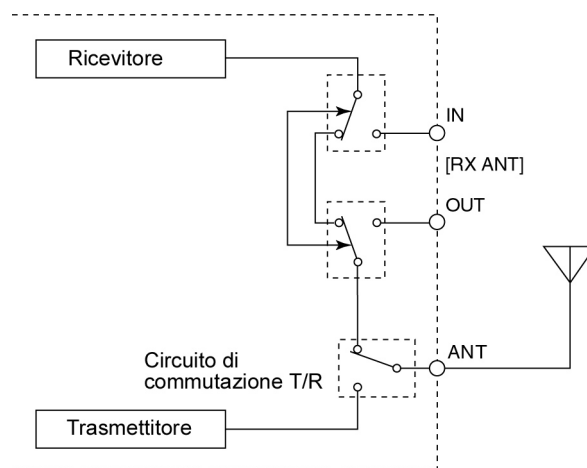 Ricevitore
IN
[RX ANT]
OUT
ANT
Circuito di
commutazione T/R
Trasmettitore